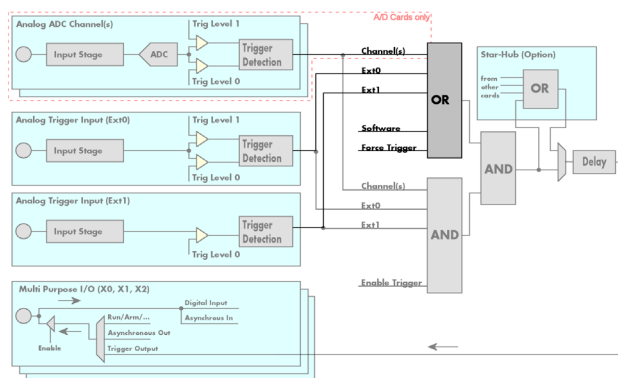 A/D Cards only
Analog ADC Channel(s)
Trig Level 1
Input Stage
ADC
Trigger Detection
Trig Level 0
Channel(s)
Ext0
Ext1
OR
Software
Force Trigger
Star-Hub (Option)
from
other
cards
OR
Analog Trigger Input (Ext0)
Trig Level 1
Input Stage
Trigger Detection
Trig Level 0
AND
Delay
Channel(s)
Ext0
Ext1
AND
Enable Trigger
Analog Trigger Input (Ext1)
Input Stage
Trigger Detection
Trig Level 0
Multi Purpose I/O (X0, X1, X2)
Digital Input
Asynchrous In
Run/Arm/...
Asynchronous Out
Trigger Output
Enable